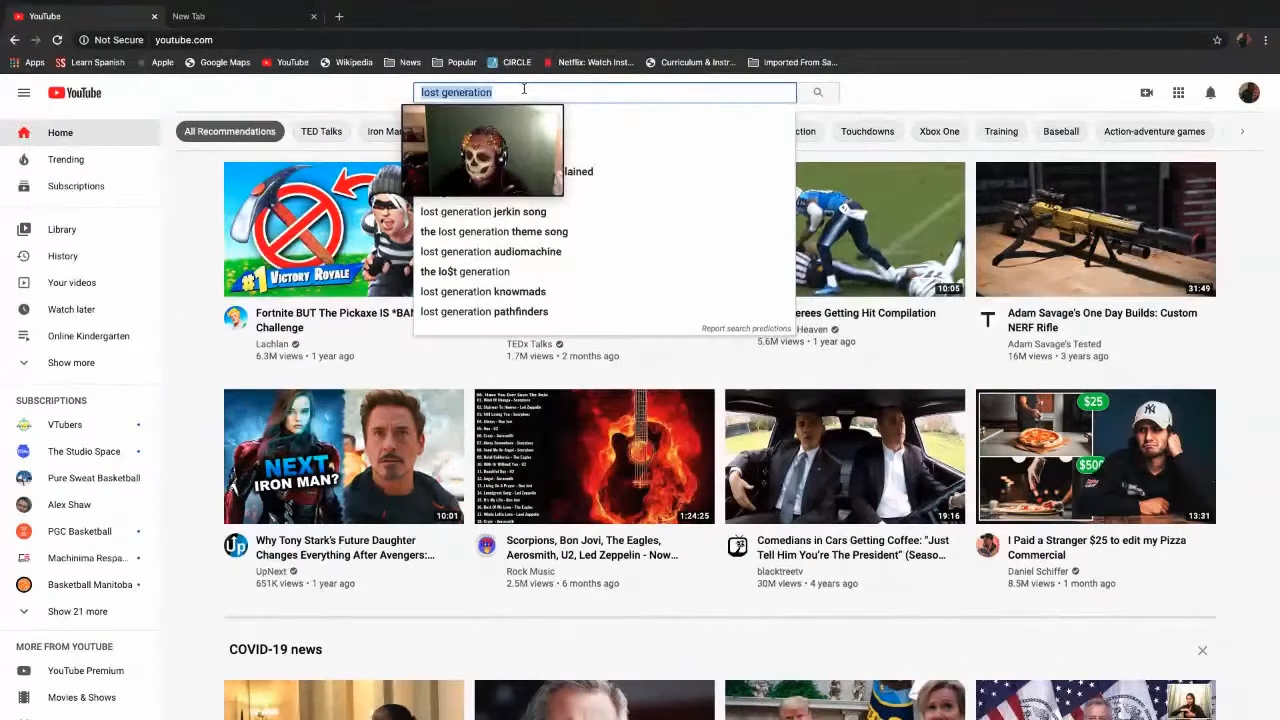 YouTube
New Tab
Not Secure youtube.com
Apps
Learn Spanish
Apple
Google Maps
YouTube
Wikipedia
News
Popular
CIRCLE
Netflix: Watch Inst...
Curriculum & Instr...
Imported From Sa...
YouTube
lost generation
Home
Trending
Subscriptions
Library
History
Your videos
Watch later
Online Kindergarten
Show more
SUBSCRIPTIONS
VTubers
The Studio Space
Pure Sweat Basketball
Alex Shaw
PGC Basketball
Machinima Respa...
Basketball Manitoba
Show 21 more
MORE FROM YOUTUBE
YouTube Premium
Movies & Shows
All Recommendations
TED Talks
Iron Ma
ction
Touchdowns
Xbox One
Training
Baseball
Action-adventure games
lained
lost generation jerkin song
the lost generation theme song
lost generation audiomachine
the lo$t generation
lost generation knowmads
lost generation pathfinders
Report search predictions
#1 VICTORY ROYALE
10:05
31:49
Fortnite BUT The Pickaxe IS *BAN
Challenge
Lachlan
6.3M views • 1 year ago
TEDx Talks
1.7M views • 2 months ago
erees Getting Hit Compilation
Heaven
5.6M views • 1 year ago
T
Adam Savage's One Day Builds: Custom
NERF Rifle
Adam Savage's Tested
16M views • 3 years ago
NEXT
IRON MAN?
10:01
1:24:25
19:16
$25
$500
13:31
Up
Why Tony Stark's Future Daughter
Changes Everything After Avengers:...
UpNext
651K views • 1 year ago
Scorpions, Bon Jovi, The Eagles,
Aerosmith, U2, Led Zeppelin - Now...
Rock Music
2.5M views • 6 months ago
Comedians in Cars Getting Coffee: "Just
Tell Him You're The President" (Seaso...
blacktreetv
30M views • 4 years ago
I Paid a Stranger $25 to edit my Pizza
Commercial
Daniel Schiffer
8.5M views • 1 month ago
COVID-19 news